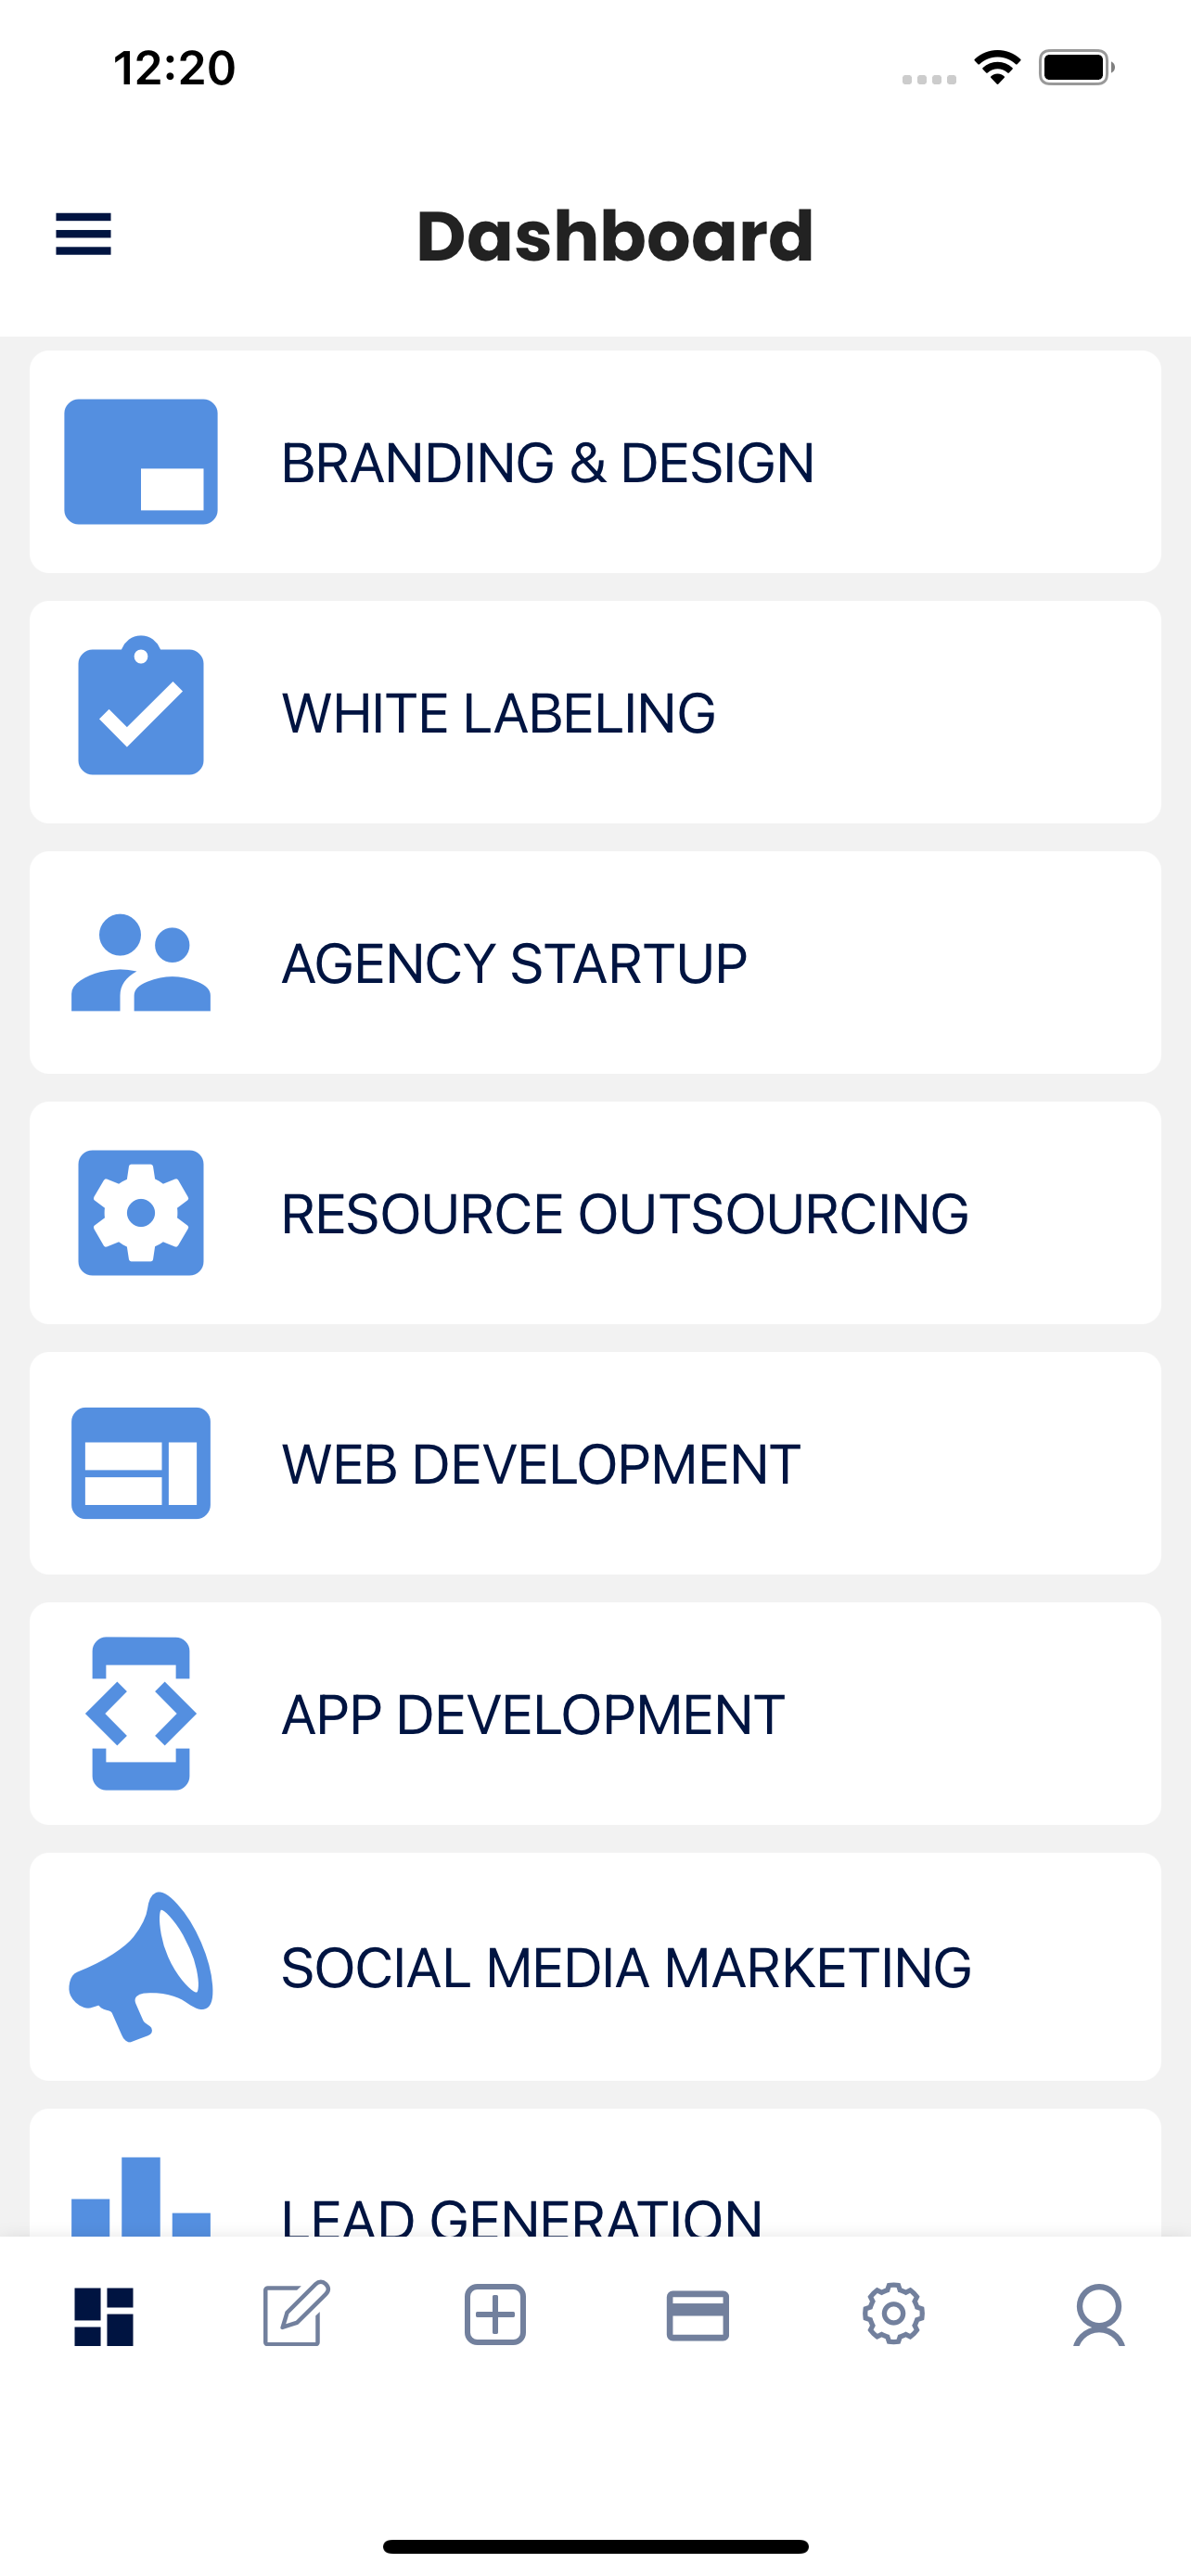 12:20
Dashboard
BRANDING & DESIGN
WHITE LABELING
AGENCY STARTUP
RESOURCE OUTSOURCING
WEB DEVELOPMENT
APP DEVELOPMENT
SOCIAL MEDIA MARKETING
LEAD GENERATION